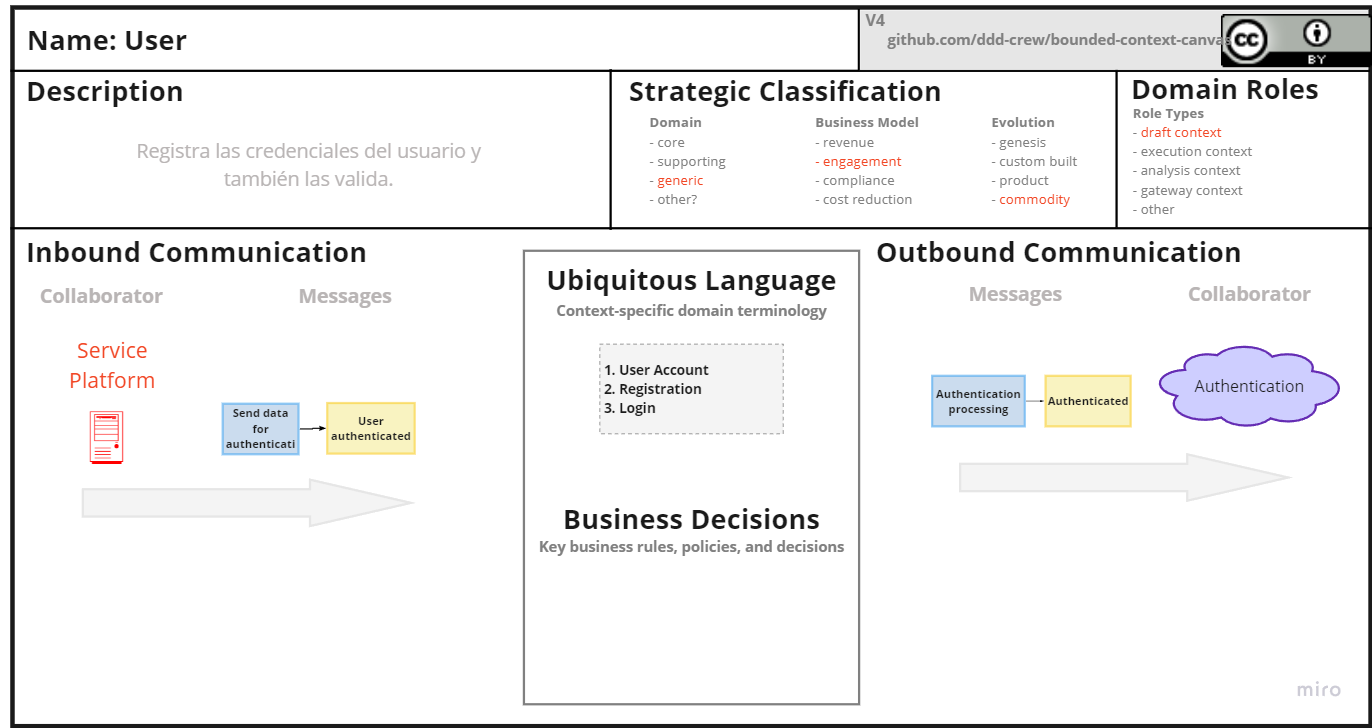 Name: User
V4
github.com/ddd-crew/bounded-context-canvas
CC
BY
Description
Registra las credenciales del usuario y
también las valida.
Strategic Classification
Domain
- core
- supporting
- generic
- other?
Business Model
- revenue
- engagement
- compliance
- cost reduction
Evolution
- genesis
- custom built
- product
- commodity
Domain Roles
Role Types
- draft context
- execution context
- analysis context
- gateway context
- other
Inbound Communication
Collaborator
Messages
Service
Platform
Send data
for
authenticati
User
authenticated
Ubiquitous Language
Context-specific domain terminology
1. User Account
2. Registration
3. Login
Business Decisions
Key business rules, policies, and decisions
Outbound Communication
Messages
Collaborator
Authentication
processing
Authenticated
Authentication
miro